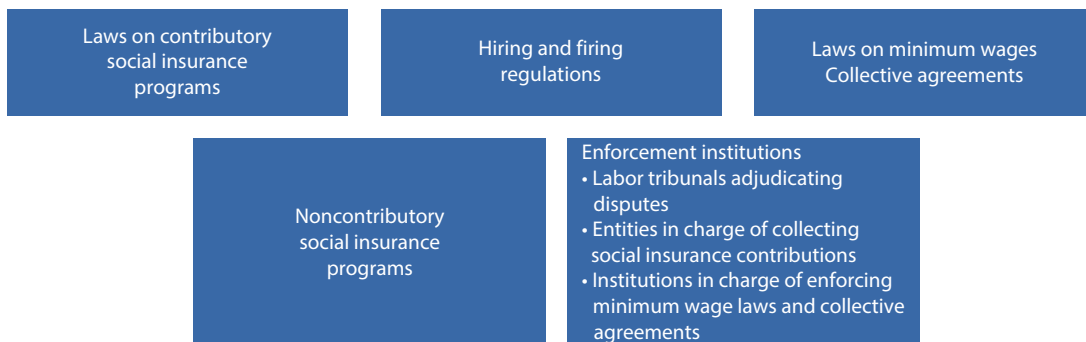 Laws on contributory
social insurance
programs
Hiring and firing
regulations
Laws on minimum wages
Collective agreements
Noncontributory
social insurance
programs
Enforcement institutions
• Labor tribunals adjudicating
disputes
• Entities in charge of collecting
social insurance contributions
• Institutions in charge of enforcing
minimum wage laws and collective
agreements